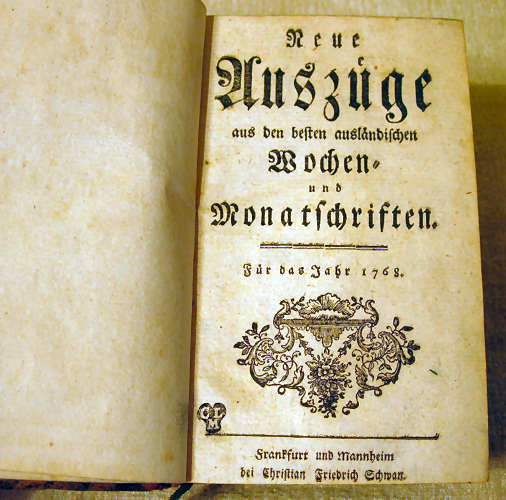 Neue
Auszüge
aus den besten ausländischen
Wochen-
und
Monatschriften.
Für das Jahr 1768.
Frankfurt und Mannheim
bei Christian Friedrich Schwan.